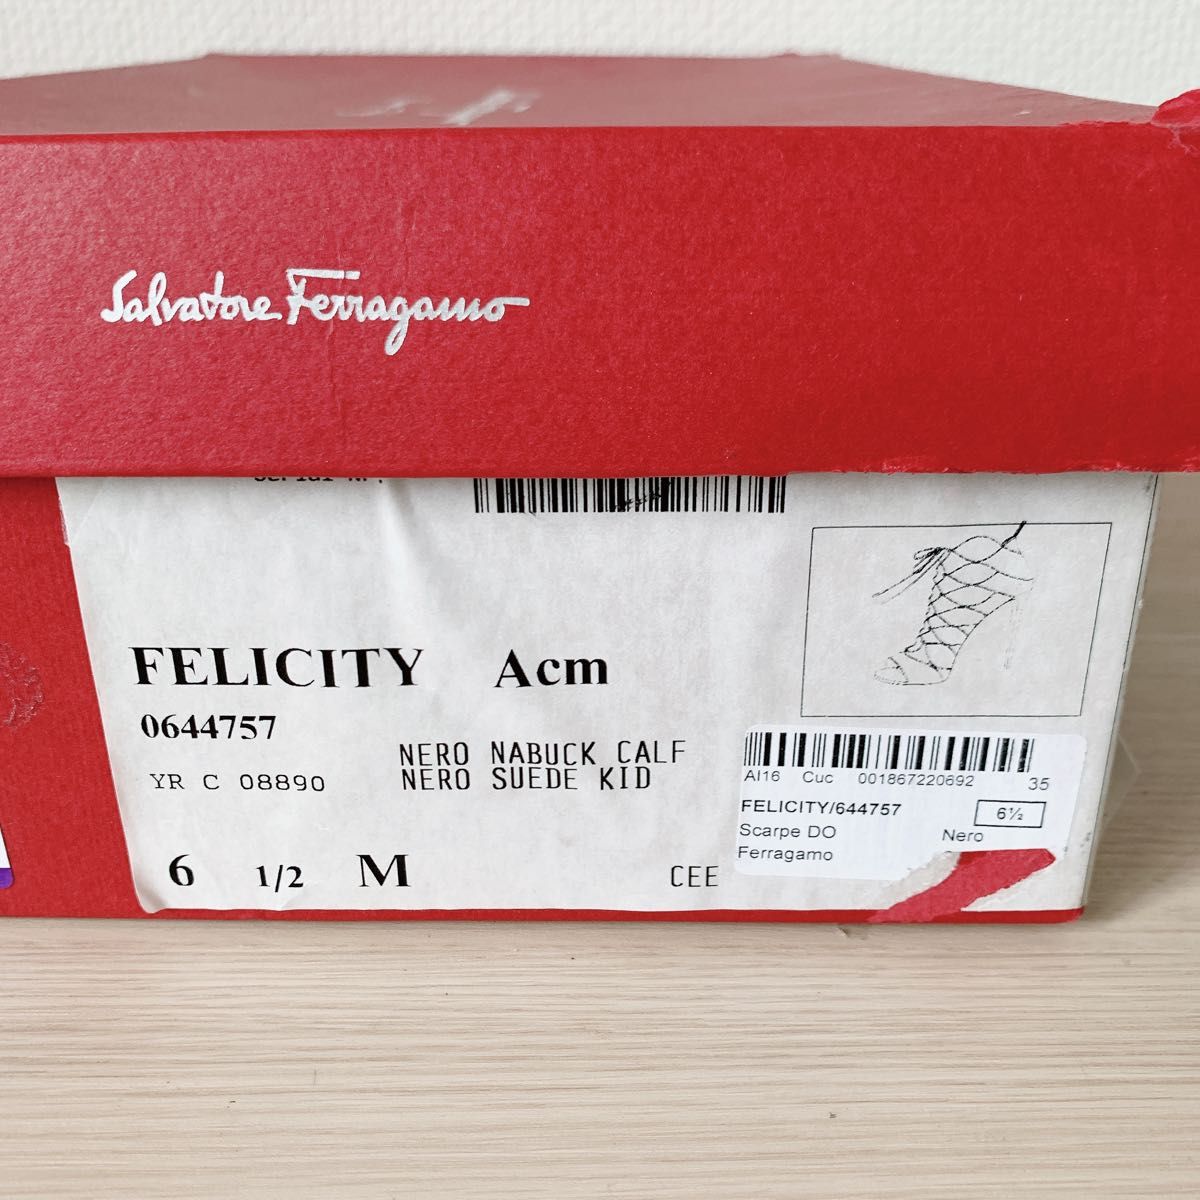 Salvatore Ferragamo
FELICITY Acm
0644757
NERO NABUCK CALF
YR C 08890
NERO SUEDE KID
6 1/2 M
CEE
AI16 Cuc 001867220692 35
FELICITY/644757
6½
Scarpe DO
Nero
Ferragamo